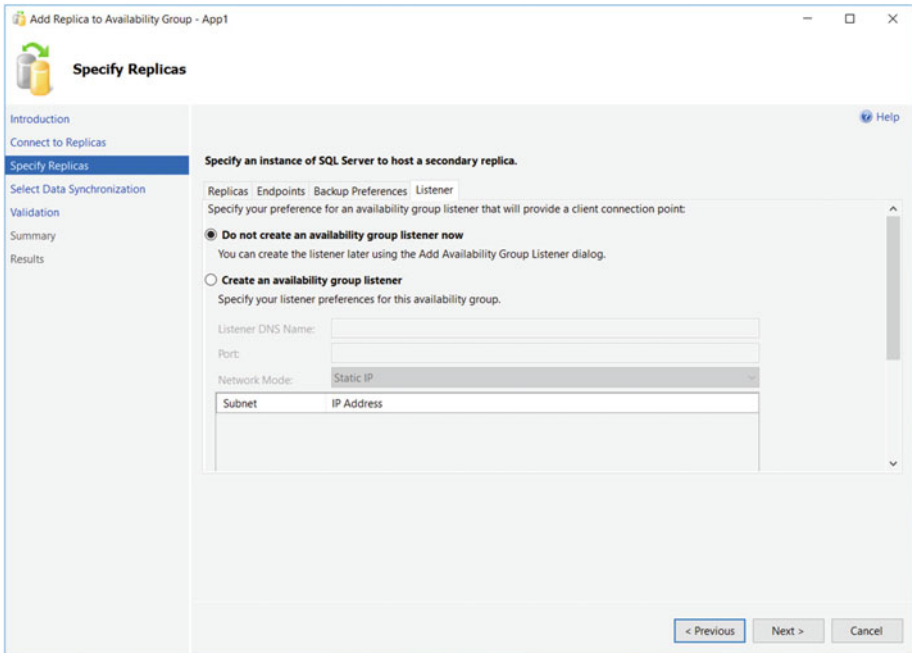 Add Replica to Availability Group - App1
Specify Replicas
Introduction
Connect to Replicas
Specify Replicas
Select Data Synchronization
Validation
Summary
Results
Help
Specify an instance of SQL Server to host a secondary replica.
Replicas Endpoints Backup Preferences Listener
Specify your preference for an availability group listener that will provide a client connection point:
Do not create an availability group listener now
You can create the listener later using the Add Availability Group Listener dialog.
Create an availability group listener
Specify your listener preferences for this availability group.
Listener DNS Name:
Port:
Network Mode: Static IP
Subnet IP Address
< Previous Next > Cancel